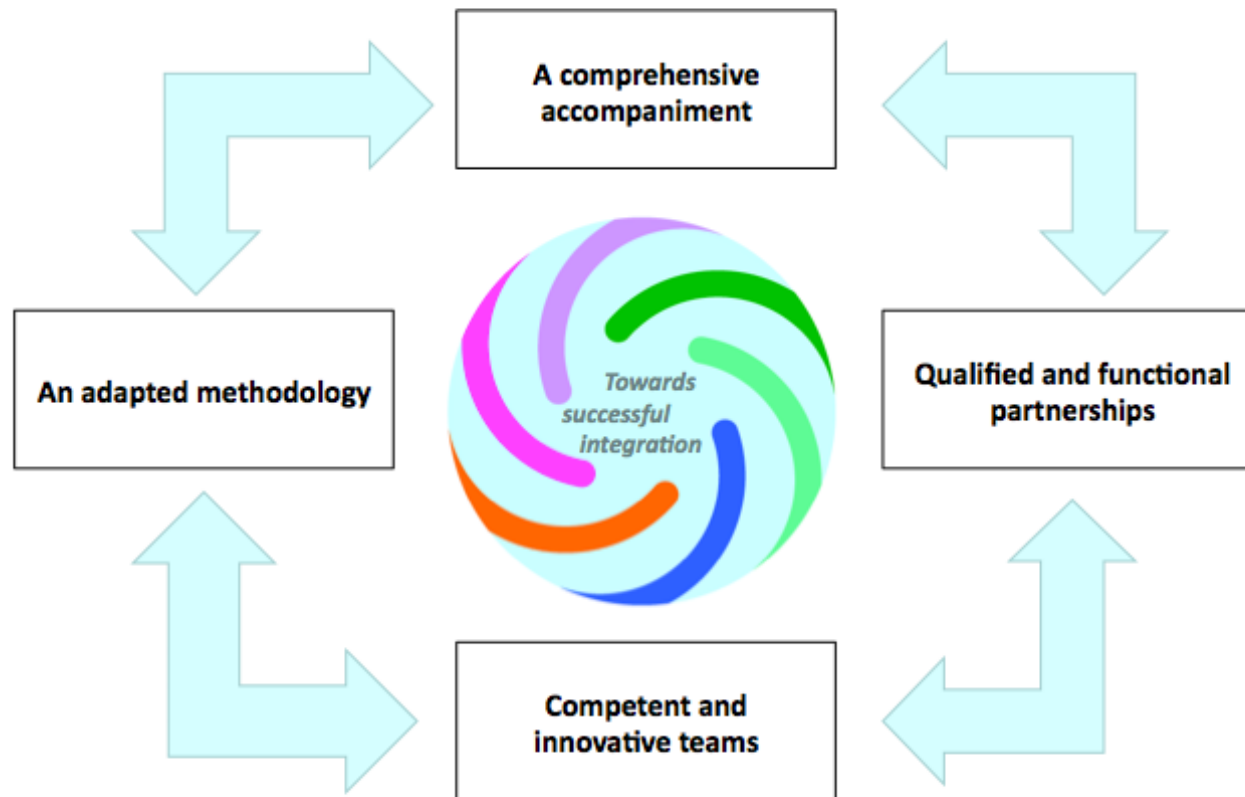 A comprehensive
accompaniment
An adapted methodology
Towards
successful
integration
Qualified and functional
partnerships
Competent and
innovative teams